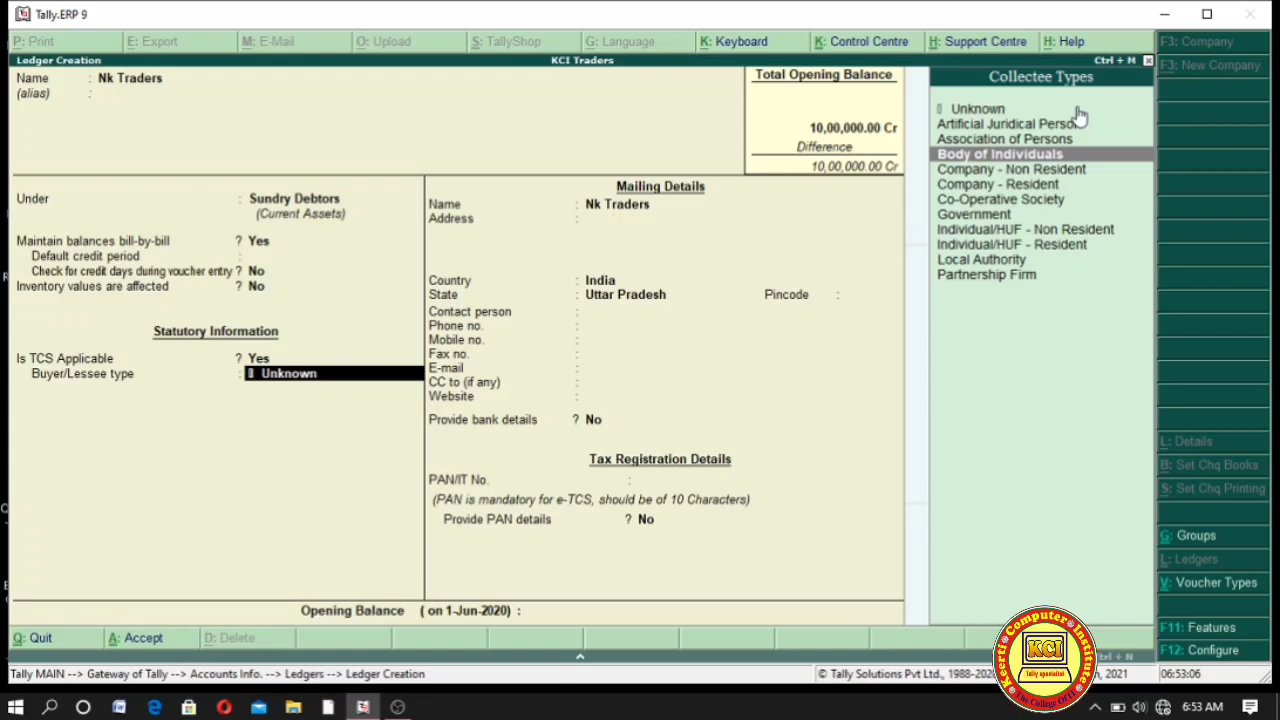 Tally.ERP 9
P: Print E: Export M: E-Mail O: Upload S: TallyShop G: Language K: Keyboard K: Control Centre H: Support Centre H: Help F3: Company
Ledger Creation KCI Traders Ctrl + M
F3: New Company
Name : Nk Traders
(alias) :
Total Opening Balance
10,00,000.00 Cr
Difference
10,00,000.00 Cr
Under : Sundry Debtors
(Current Assets)
Maintain balances bill-by-bill ? Yes
Default credit period :
Check for credit days during voucher entry ? No
Inventory values are affected ? No
Statutory Information
Is TCS Applicable ? Yes
Buyer/Lessee type : Unknown
Mailing Details
Name : Nk Traders
Address :
Country : India
State : Uttar Pradesh Pincode :
Contact person :
Phone no. :
Mobile no. :
Fax no. :
E-mail :
CC to (if any) :
Website :
Provide bank details ? No
Tax Registration Details
PAN/IT No. :
(PAN is mandatory for e-TCS, should be of 10 Characters)
Provide PAN details ? No
Opening Balance ( on 1-Jun-2020) :
Collectee Types
Unknown
Artificial Juridical Person
Association of Persons
Body of Individuals
Company - Non Resident
Company - Resident
Co-Operative Society
Government
Individual/HUF - Non Resident
Individual/HUF - Resident
Local Authority
Partnership Firm
L: Details
B: Set Chq Books
S: Set Chq Printing
G: Groups
L: Ledgers
V: Voucher Types
F11: Features
F12: Configure
Q: Quit A: Accept D: Delete
Ctrl + N
Tally MAIN --> Gateway of Tally --> Accounts Info. --> Ledgers --> Ledger Creation © Tally Solutions Pvt Ltd., 1988-2020 2021 06:53:06
Keerti Computer Institute
KCI
Tally specialist
6:53 AM